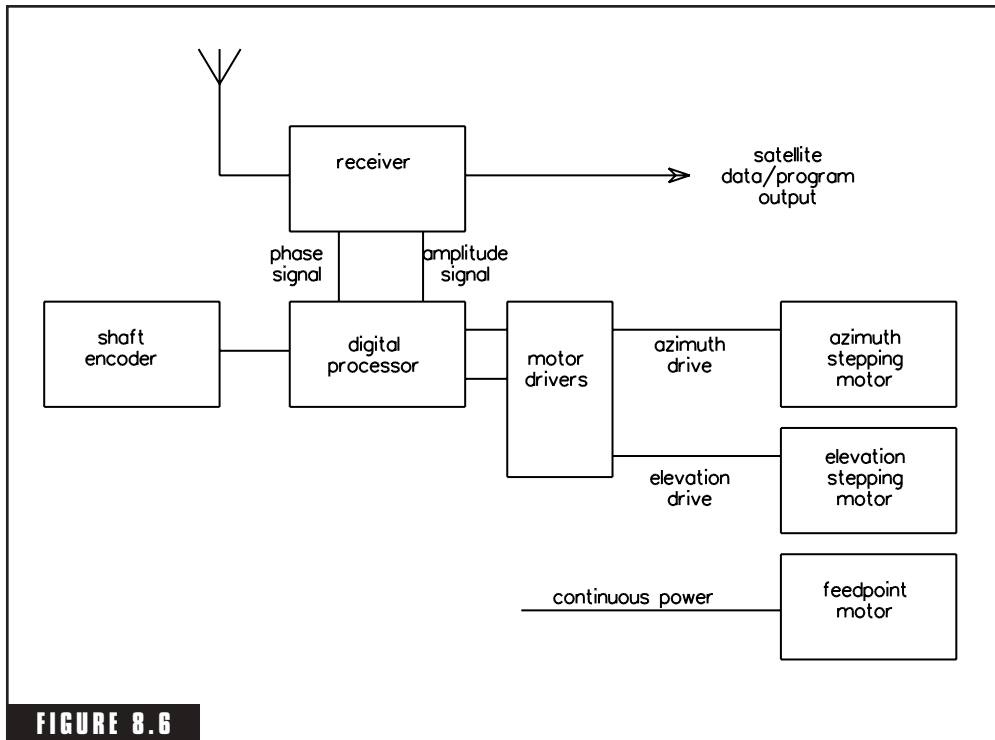 receiver
satellite
data/program
output
phase
signal
amplitude
signal
shaft
encoder
digital
processor
motor
drivers
azimuth
drive
azimuth
stepping
motor
elevation
drive
elevation
stepping
motor
continuous power
feedpoint
motor
FIGURE 8.6